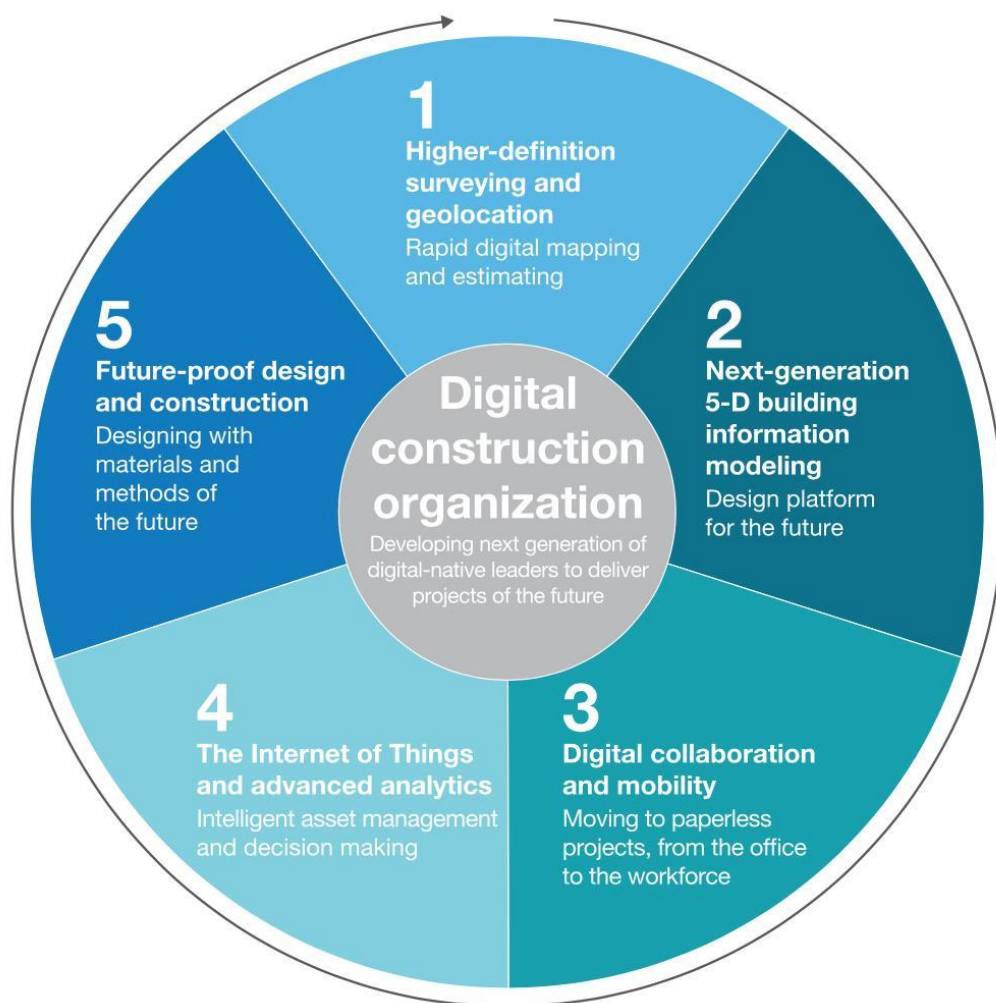 1
Higher-definition
surveying and
geolocation
Rapid digital mapping
and estimating
2
Next-generation
5-D building
information
modeling
Design platform
for the future
3
Digital collaboration
and mobility
Moving to paperless
projects, from the office
to the workforce
4
The Internet of Things
and advanced analytics
Intelligent asset management
and decision making
5
Future-proof design
and construction
Designing with
materials and
methods of
the future
Digital
construction
organization
Developing next generation of
digital-native leaders to deliver
projects of the future